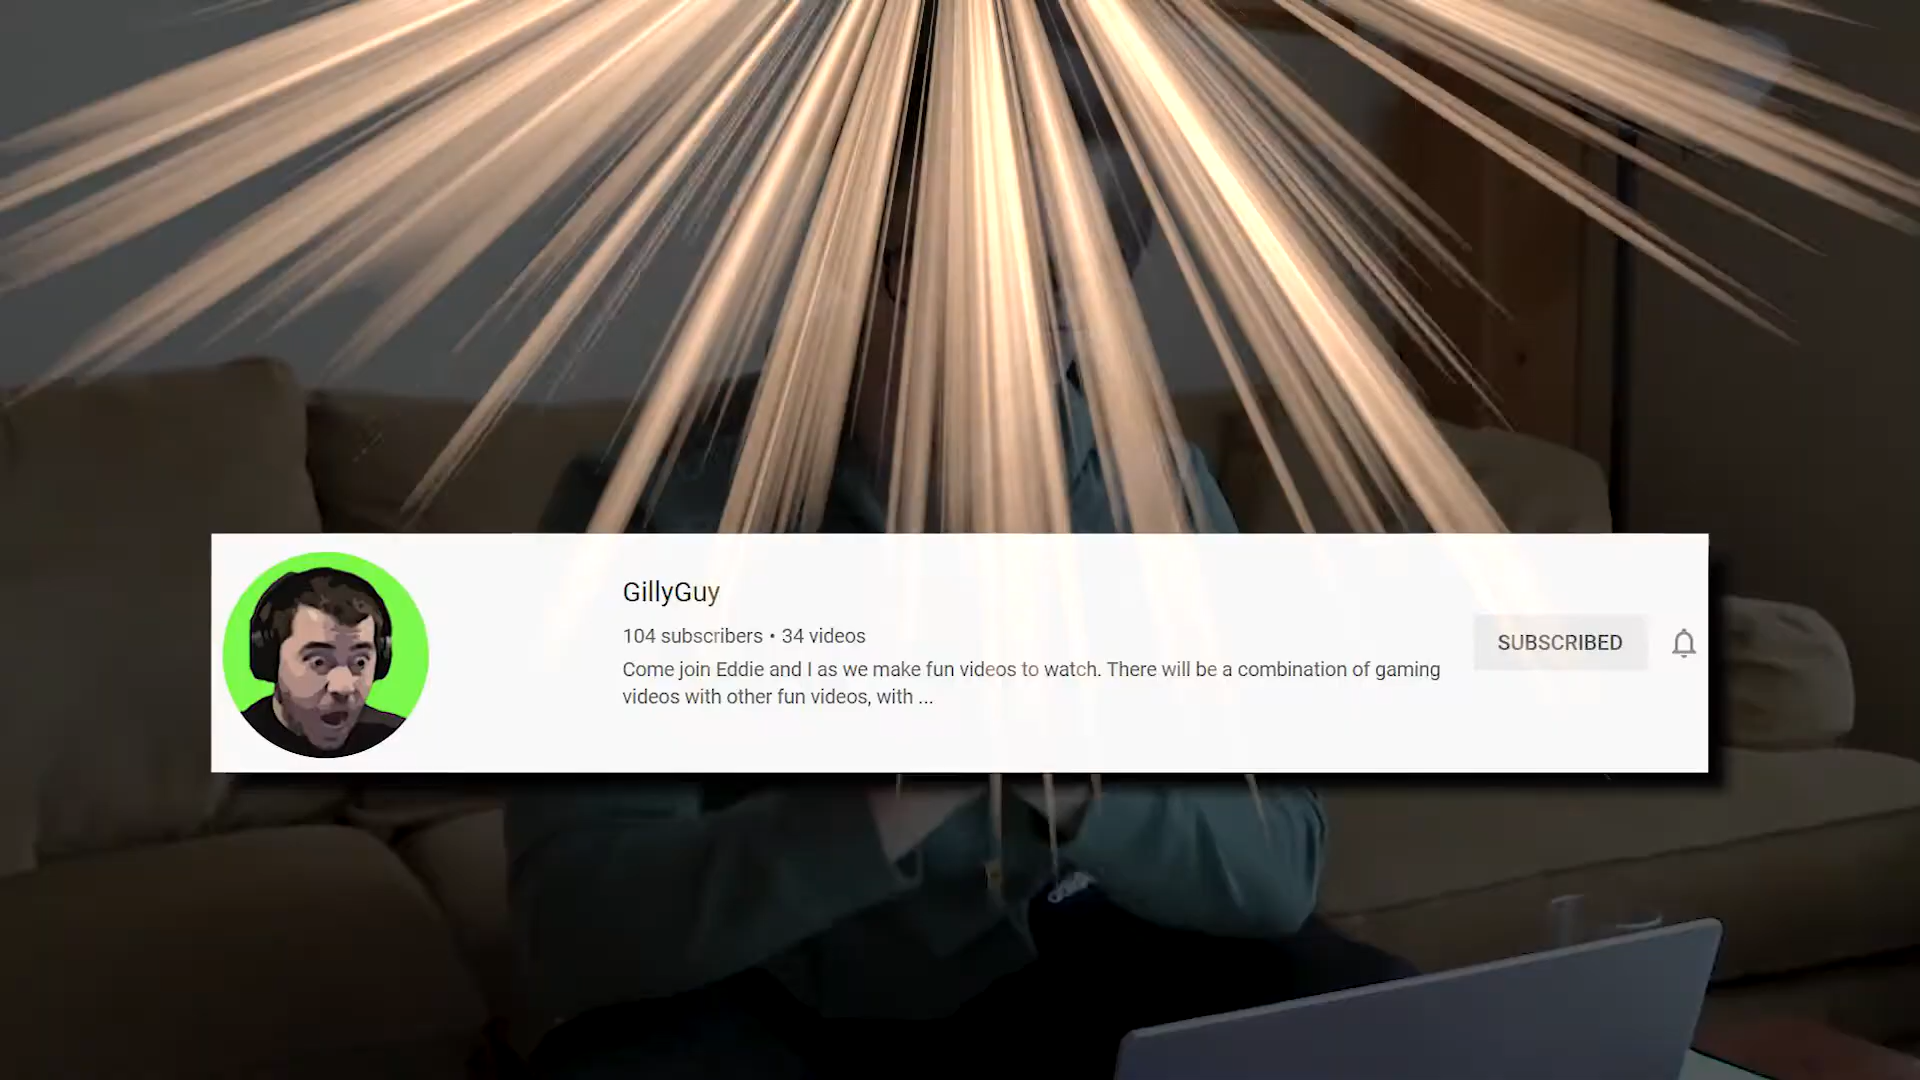 GillyGuy
104 subscribers • 34 videos
Come join Eddie and I as we make fun videos to watch. There will be a combination of gaming
videos with other fun videos, with ...
SUBSCRIBED